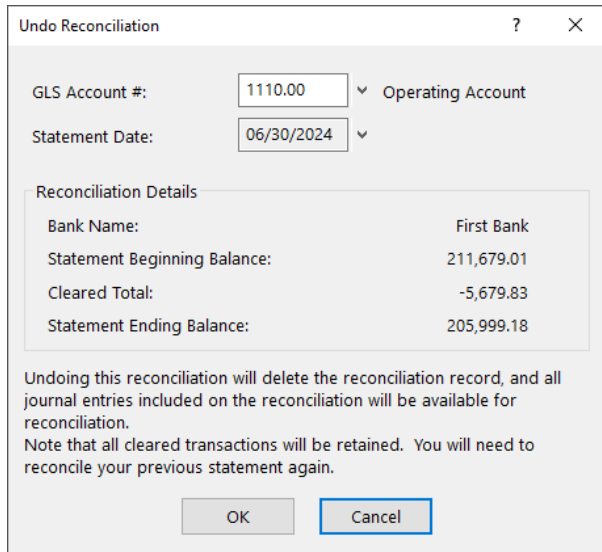 Undo Reconciliation ?
GLS Account #: 1110.00 Operating Account
Statement Date: 06/30/2024
Reconciliation Details
Bank Name: First Bank
Statement Beginning Balance: 211,679.01
Cleared Total: -5,679.83
Statement Ending Balance: 205,999.18
Undoing this reconciliation will delete the reconciliation record, and all
journal entries included on the reconciliation will be available for
reconciliation.
Note that all cleared transactions will be retained.  You will need to
reconcile your previous statement again.
OK Cancel